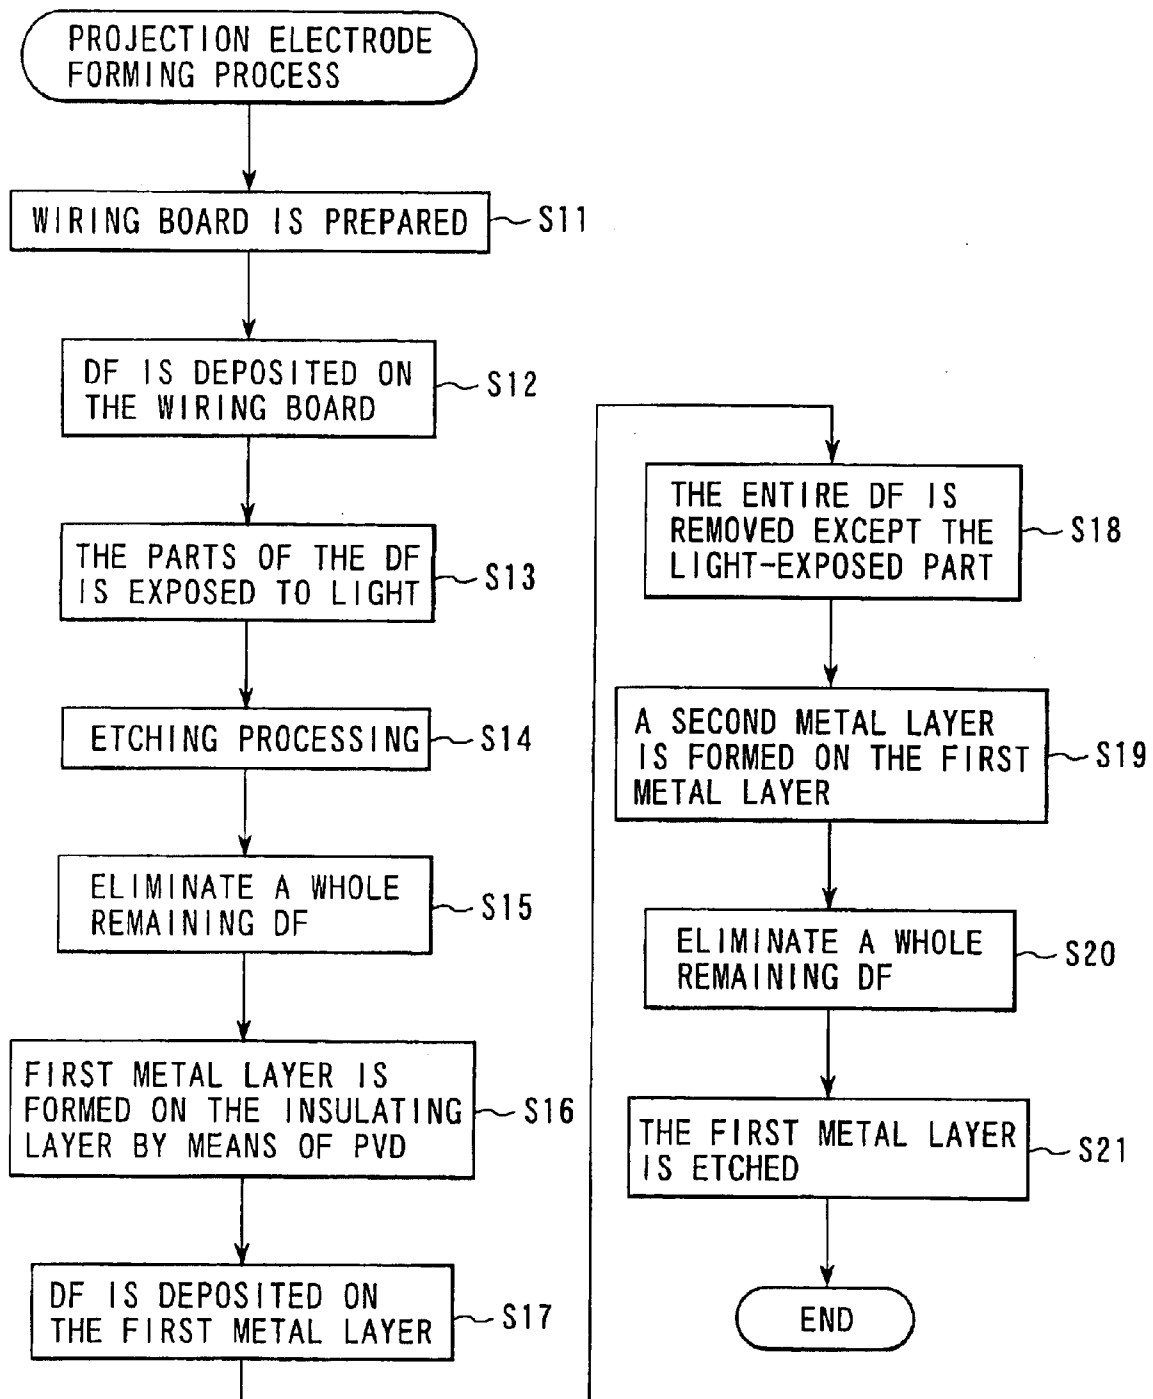 PROJECTION ELECTRODE
FORMING PROCESS
WIRING BOARD IS PREPARED
S11
DF IS DEPOSITED ON
THE WIRING BOARD
S12
THE PARTS OF THE DF
IS EXPOSED TO LIGHT
S13
ETCHING PROCESSING
S14
ELIMINATE A WHOLE
REMAINING DF
S15
FIRST METAL LAYER IS
FORMED ON THE INSULATING
LAYER BY MEANS OF PVD
S16
DF IS DEPOSITED ON
THE FIRST METAL LAYER
S17
THE ENTIRE DF IS
REMOVED EXCEPT THE
LIGHT-EXPOSED PART
S18
A SECOND METAL LAYER
IS FORMED ON THE FIRST
METAL LAYER
S19
ELIMINATE A WHOLE
REMAINING DF
S20
THE FIRST METAL LAYER
IS ETCHED
S21
END